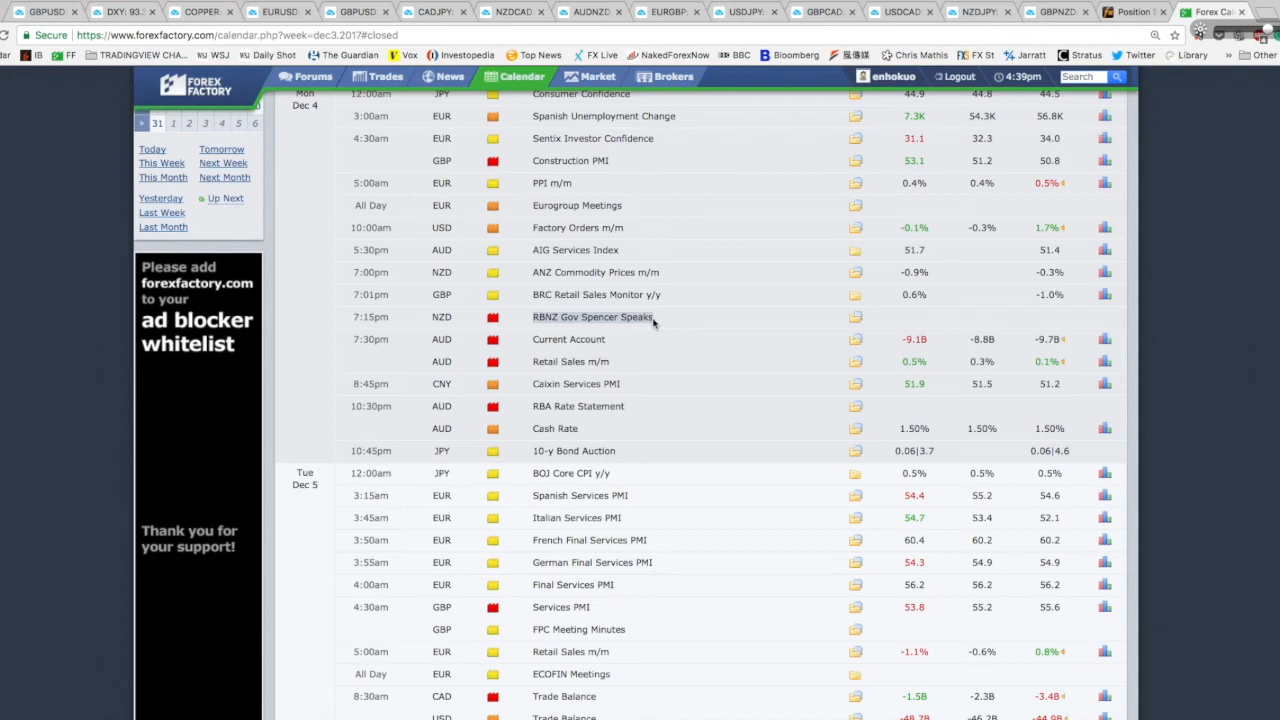 GBPUSD DXY: 93. COPPER: EURUSD GBPUSD CADJPY: NZDCAD AUDNZD EURGBP USDJPY: GBPCAD USDCAD NZDJPY: GBPNZD Position S Forex Cal
Secure https://www.forexfactory.com/calendar.php?week=dec3.2017#closed
dar IB FF TRADINGVIEW CHAR... WSJ Daily Shot The Guardian Vox Investopedia Top News FX Live NakedForexNow BBC Bloomberg 風傳媒 Chris Mathis FX St Jarratt Stratus Twitter Library » Other
FOREX FACTORY Forums Trades News Calendar Market Brokers enhokuo Logout 4:39pm Search
» 31 1 2 3 4 5 6
Today Tomorrow
This Week Next Week
This Month Next Month
Yesterday Up Next
Last Week
Last Month
Please add
forexfactory.com
to your
ad blocker
whitelist
Thank you for
your support!
Mon 12:00am JPY Consumer Confidence 44.9 44.8 44.5
Dec 4
3:00am EUR Spanish Unemployment Change 7.3K 54.3K 56.8K
4:30am EUR Sentix Investor Confidence 31.1 32.3 34.0
GBP Construction PMI 53.1 51.2 50.8
5:00am EUR PPI m/m 0.4% 0.4% 0.5%
All Day EUR Eurogroup Meetings
10:00am USD Factory Orders m/m -0.1% -0.3% 1.7%
5:30pm AUD AIG Services Index 51.7 51.4
7:00pm NZD ANZ Commodity Prices m/m -0.9% -0.3%
7:01pm GBP BRC Retail Sales Monitor y/y 0.6% -1.0%
7:15pm NZD RBNZ Gov Spencer Speaks
7:30pm AUD Current Account -9.1B -8.8B -9.7B
AUD Retail Sales m/m 0.5% 0.3% 0.1%
8:45pm CNY Caixin Services PMI 51.9 51.5 51.2
10:30pm AUD RBA Rate Statement
AUD Cash Rate 1.50% 1.50% 1.50%
10:45pm JPY 10-y Bond Auction 0.06|3.7 0.06|4.6
Tue 12:00am JPY BOJ Core CPI y/y 0.5% 0.5% 0.5%
Dec 5
3:15am EUR Spanish Services PMI 54.4 55.2 54.6
3:45am EUR Italian Services PMI 54.7 53.4 52.1
3:50am EUR French Final Services PMI 60.4 60.2 60.2
3:55am EUR German Final Services PMI 54.3 54.9 54.9
4:00am EUR Final Services PMI 56.2 56.2 56.2
4:30am GBP Services PMI 53.8 55.2 55.6
GBP FPC Meeting Minutes
5:00am EUR Retail Sales m/m -1.1% -0.6% 0.8%
All Day EUR ECOFIN Meetings
8:30am CAD Trade Balance -1.5B -2.3B -3.4B
USD Trade Balance -48.7B -46.2B -44.9B